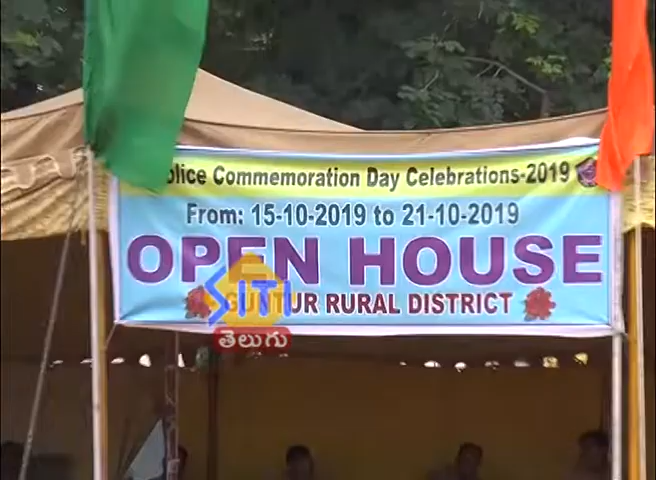 olice Commemoration Day Celebrations-2019
From: 15-10-2019 to 21-10-2019
OPEN HOUSE
SITI
GUNTUR RURAL DISTRICT
తెలుగు